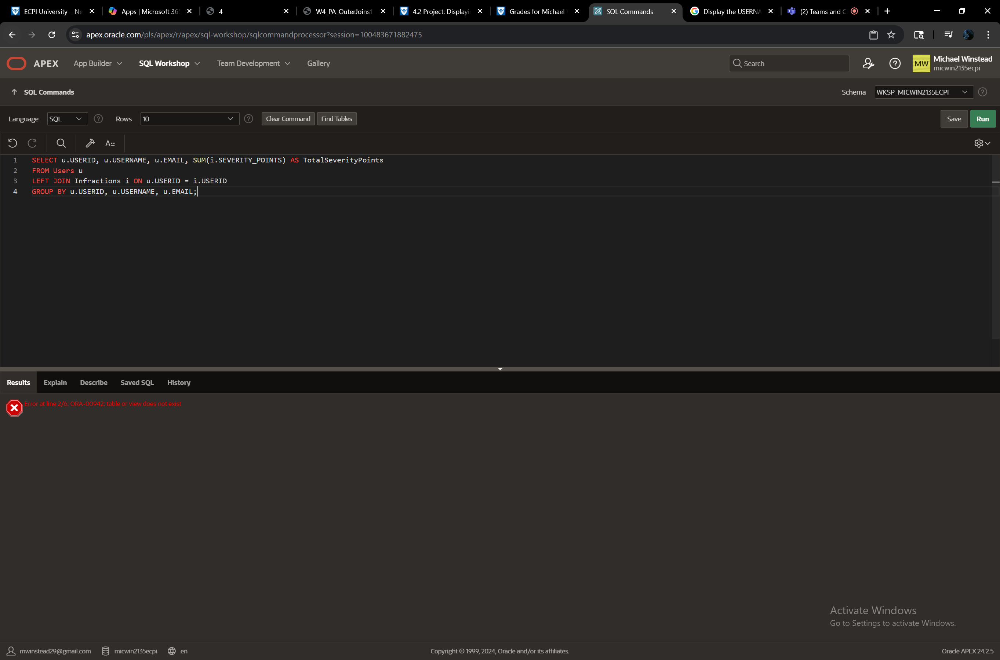 ECPI University – Ne
Apps | Microsoft 365
4
W4_PA_OuterJoins1
4.2 Project: Displayin
Grades for Michael
SQL Commands
Display the USERNA
(2) Teams and C
apex.oracle.com/pls/apex/r/apex/sql-workshop/sqlcommandprocessor?session=100483671882475
APEX
App Builder
SQL Workshop
Team Development
Gallery
Search
MW
Michael Winstead
micwin2135ecpi
SQL Commands
Schema
WKSP_MICWIN2135ECPI
Language
SQL
Rows
10
Clear Command
Find Tables
Save
Run
A
1 SELECT u.USERID, u.USERNAME, u.EMAIL, SUM(i.SEVERITY_POINTS) AS TotalSeverityPoints
2 FROM Users u
3 LEFT JOIN Infractions i ON u.USERID = i.USERID
4 GROUP BY u.USERID, u.USERNAME, u.EMAIL;
Results
Explain
Describe
Saved SQL
History
Error at line 2/6: ORA-00942: table or view does not exist
Activate Windows
Go to Settings to activate Windows.
mwinstead29@gmail.com
micwin2135ecpi
en
Copyright © 1999, 2024, Oracle and/or its affiliates.
Oracle APEX 24.2.5